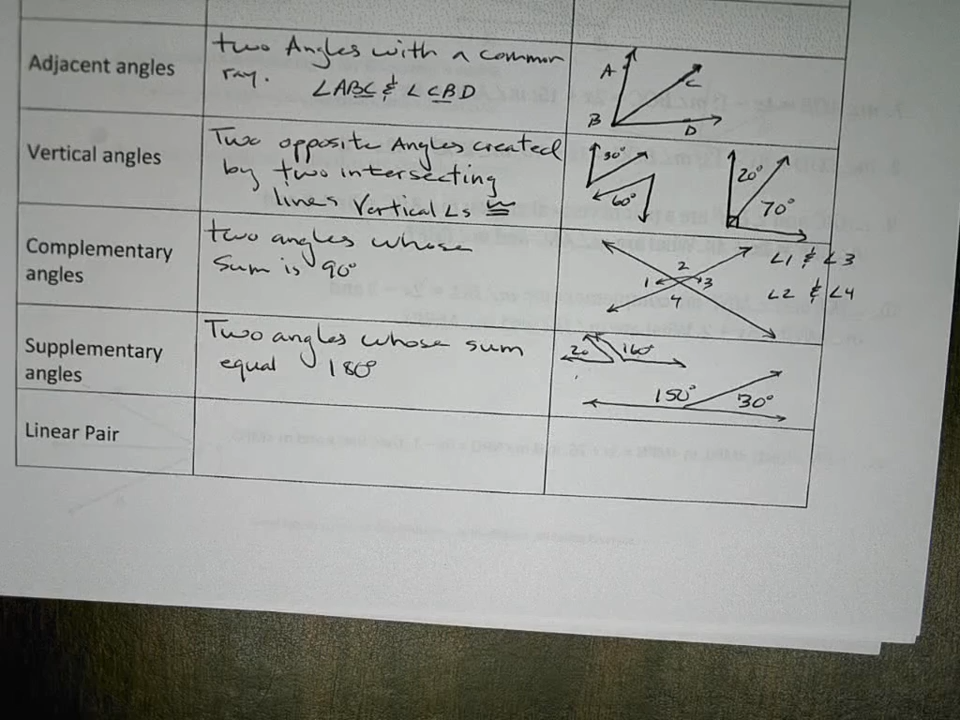 Adjacent angles
two Angles with a common
ray. ∠ABC & ∠CBD
A
C
B
D
Vertical angles
Two opposite Angles created
by two intersecting
lines Vertical ∠s ≅
30°
60°
20°
70°
Complementary
angles
two angles whose
Sum is 90°
1 2 3 4
∠1 & ∠3
∠2 & ∠4
Supplementary
angles
Two angles whose sum
equal 180°
20 160°
150° 30°
Linear Pair